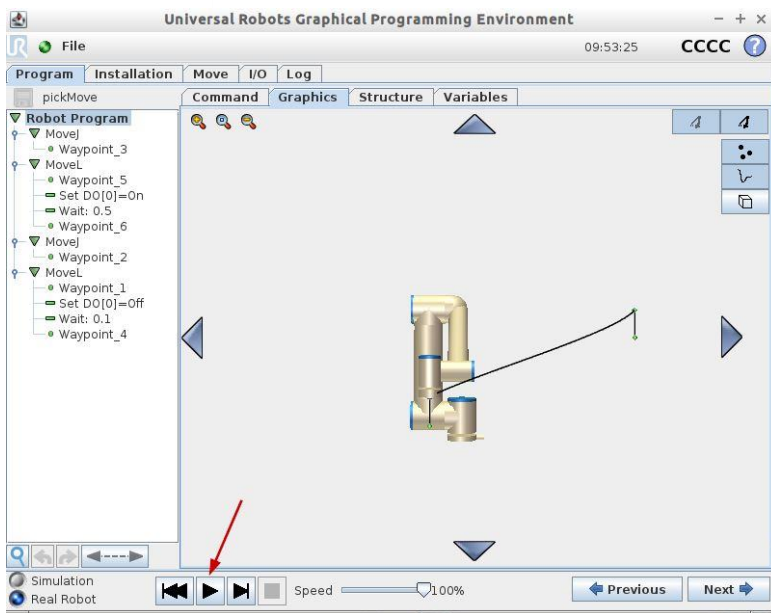 Universal Robots Graphical Programming Environment
UR File 09:53:25 CCCC ?
Program Installation Move I/O Log
pickMove Command Graphics Structure Variables
Robot Program
MoveJ
Waypoint_3
MoveL
Waypoint_5
Set DO[0]=On
Wait: 0.5
Waypoint_6
MoveJ
Waypoint_2
MoveL
Waypoint_1
Set DO[0]=Off
Wait: 0.1
Waypoint_4
Simulation
Real Robot
Speed 100%
Previous Next